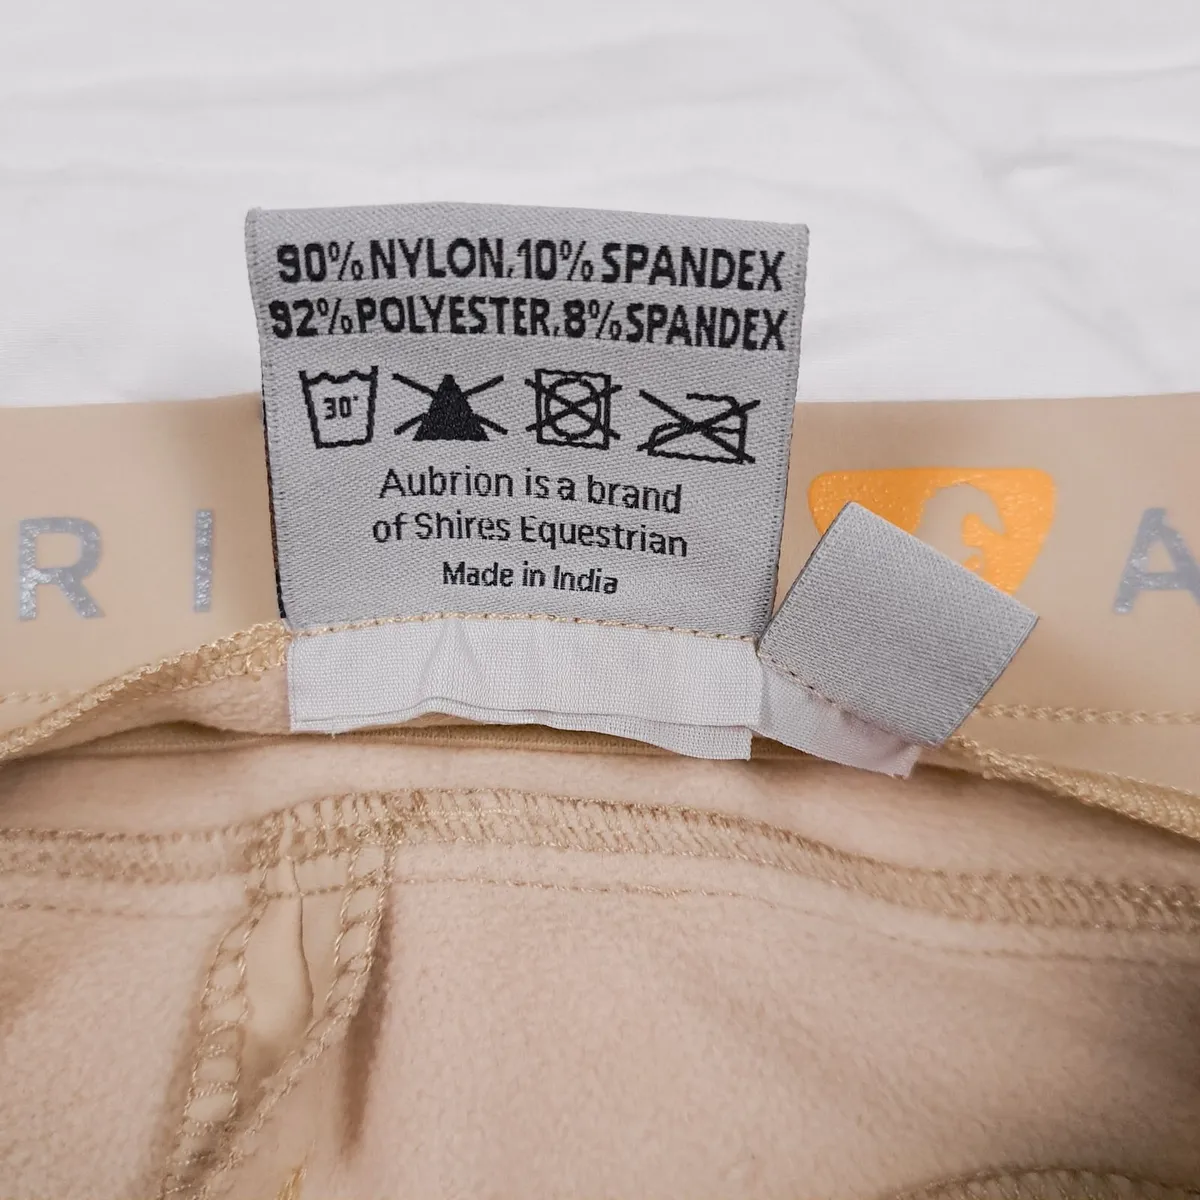 90% NYLON, 10% SPANDEX
92% POLYESTER, 8% SPANDEX
30°
Aubrion is a brand
of Shires Equestrian
Made in India
R I
A